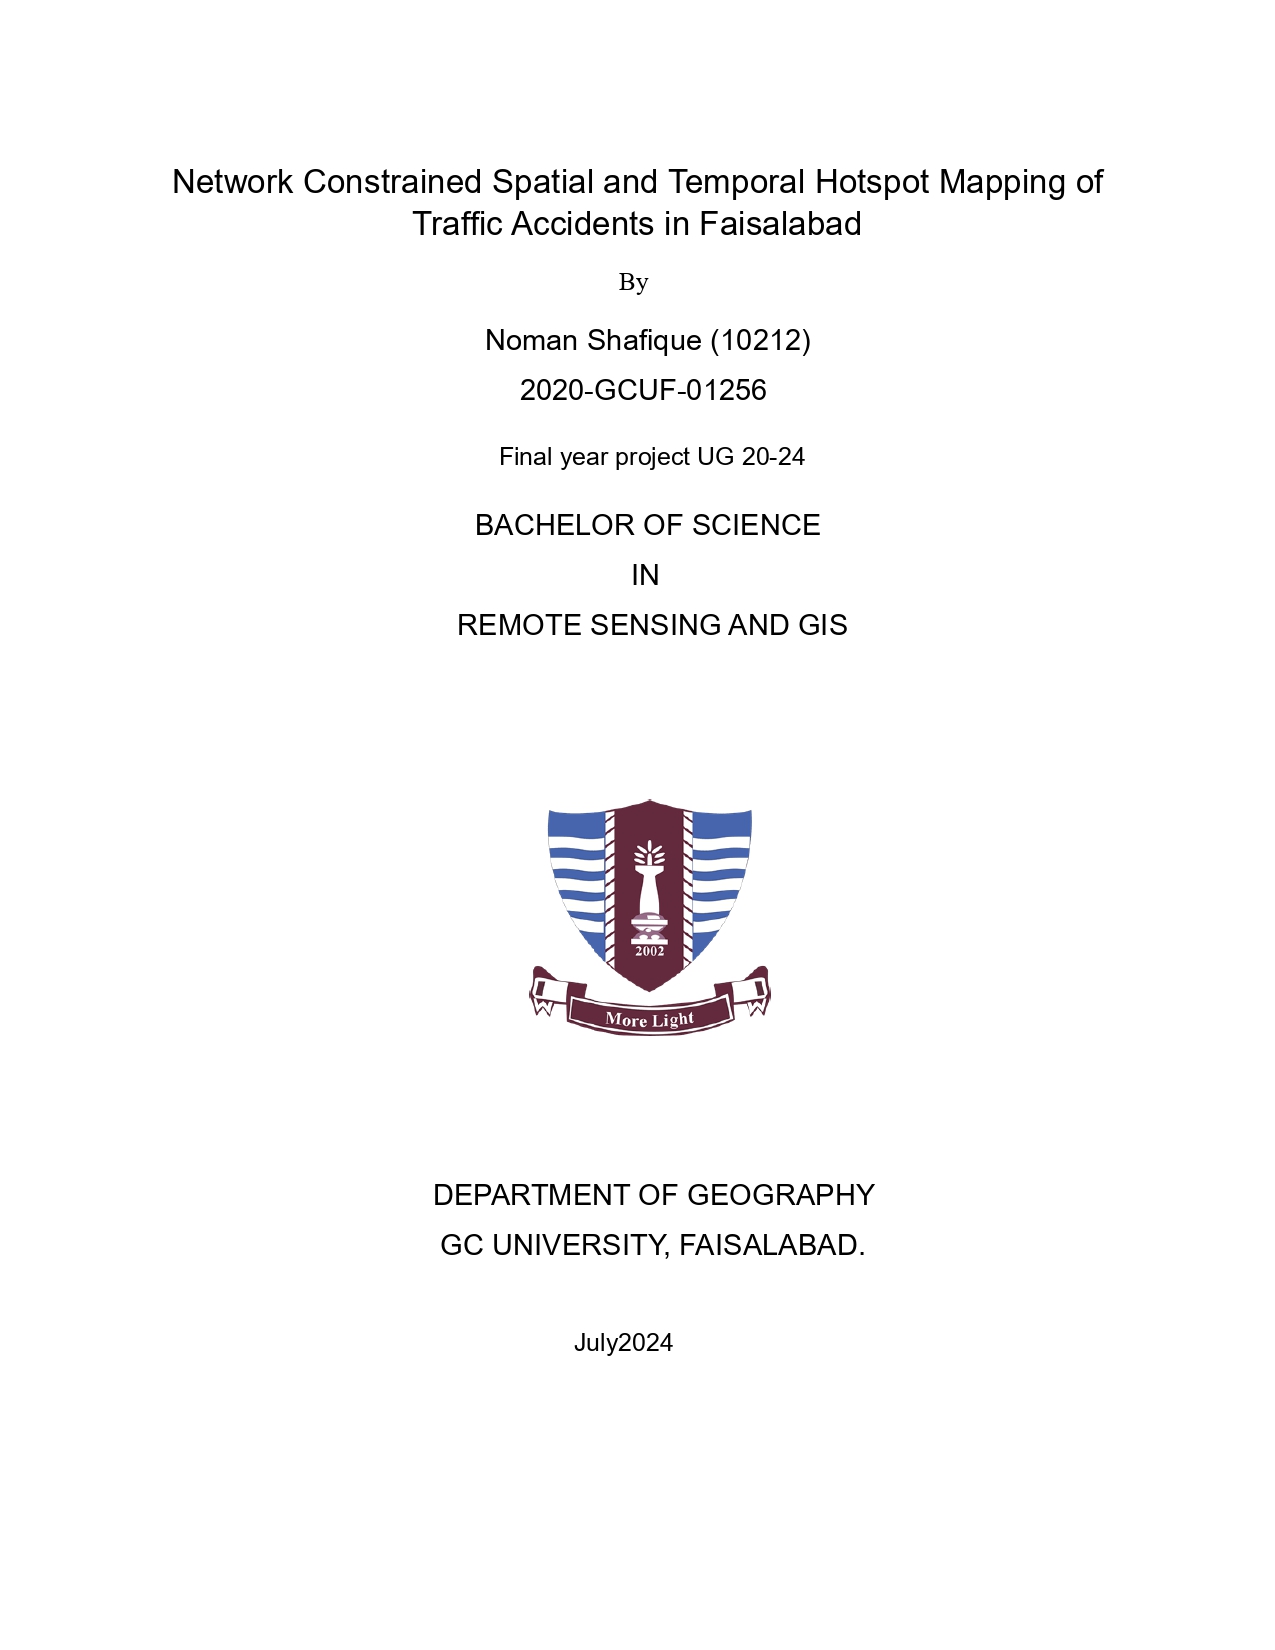 Network Constrained Spatial and Temporal Hotspot Mapping of
Traffic Accidents in Faisalabad
By
Noman Shafique (10212)
2020-GCUF-01256
Final year project UG 20-24
BACHELOR OF SCIENCE
IN
REMOTE SENSING AND GIS
2002
More Light
DEPARTMENT OF GEOGRAPHY
GC UNIVERSITY, FAISALABAD.
July2024